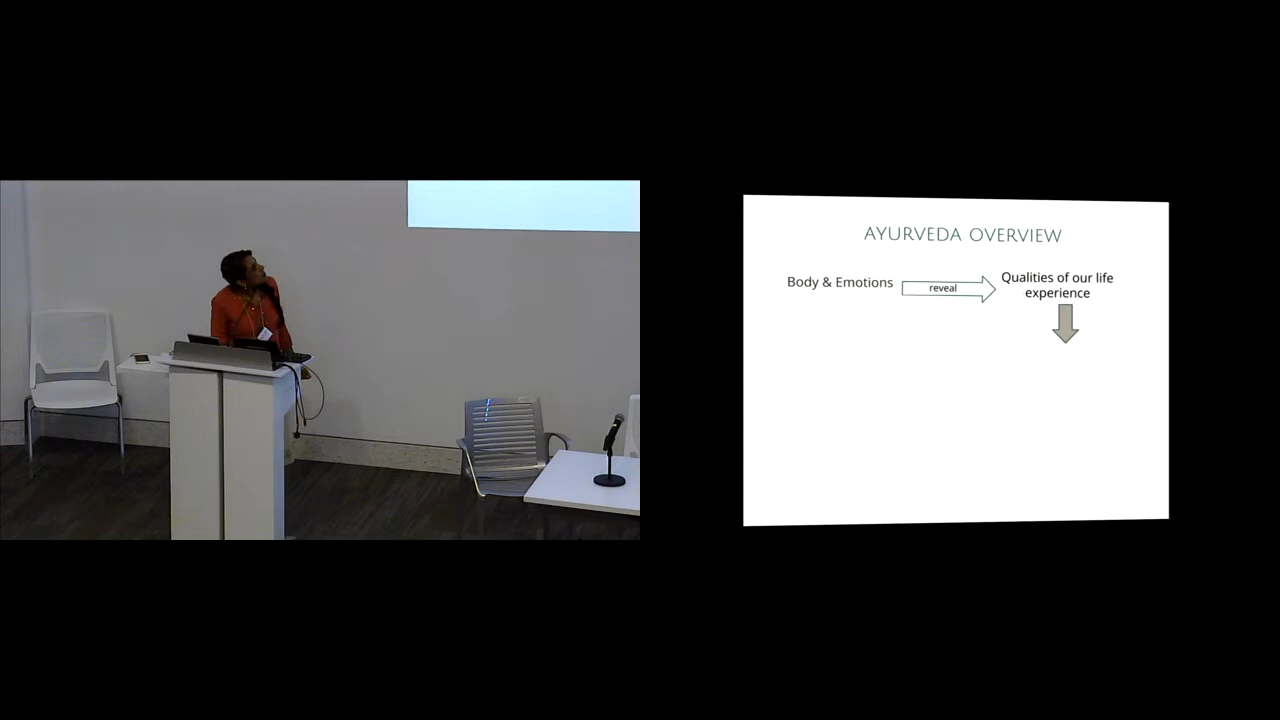 AYURVEDA OVERVIEW
Body & Emotions
reveal
Qualities of our life
experience